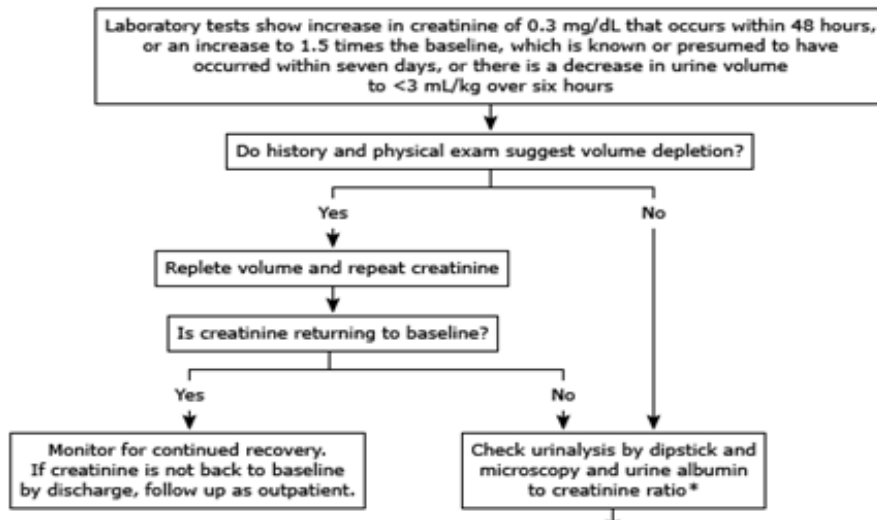 Laboratory tests show increase in creatinine of 0.3 mg/dL that occurs within 48 hours,
or an increase to 1.5 times the baseline, which is known or presumed to have
occurred within seven days, or there is a decrease in urine volume
to <3 mL/kg over six hours
Do history and physical exam suggest volume depletion?
Yes
No
Replete volume and repeat creatinine
Is creatinine returning to baseline?
Yes
No
Monitor for continued recovery.
If creatinine is not back to baseline
by discharge, follow up as outpatient.
Check urinalysis by dipstick and
microscopy and urine albumin
to creatinine ratio*